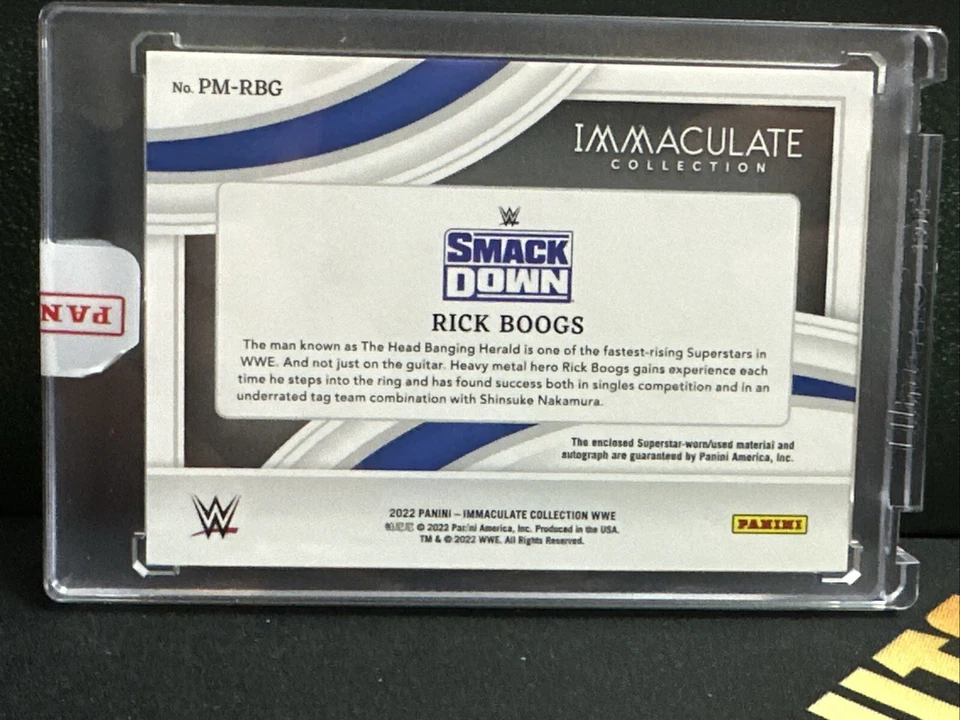 No. PM-RBG
IMMACULATE
COLLECTION
W
SMACK
DOWN
RICK BOOGS
The man known as The Head Banging Herald is one of the fastest-rising Superstars in
WWE. And not just on the guitar. Heavy metal hero Rick Boogs gains experience each
time he steps into the ring and has found success both in singles competition and in an
underrated tag team combination with Shinsuke Nakamura.
The enclosed Superstar-worn/used material and
autograph are guaranteed by Panini America, Inc.
W
2022 PANINI – IMMACULATE COLLECTION WWE
帕尼尼 © 2022 Panini America, Inc. Produced in the USA.
TM & © 2022 WWE. All Rights Reserved.
PANINI
PAN